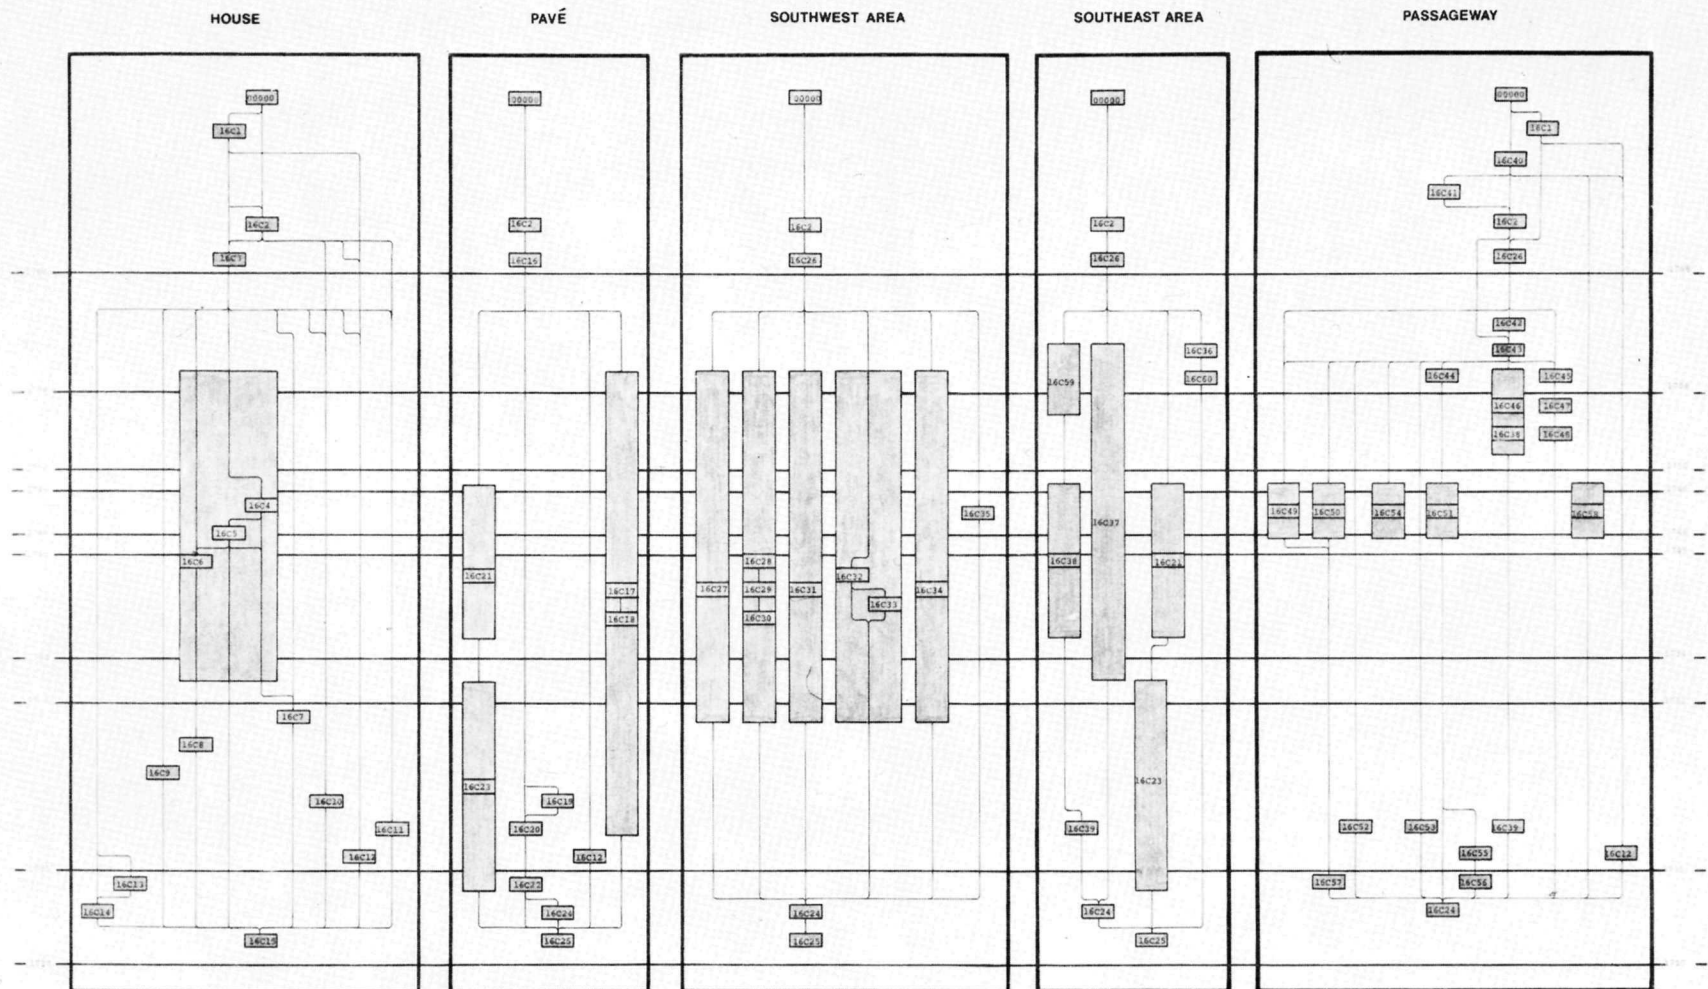 HOUSE
PAVÉ
SOUTHWEST AREA
SOUTHEAST AREA
PASSAGEWAY
00000
16C1
16C2
16C3
16C4
16C5
16C6
16C7
16C8
16C9
16C10
16C11
16C12
16C13
16C14
16C15
00000
16C2
16C16
16C21
16C17
16C18
16C23
16C19
16C20
16C12
16C22
16C24
16C25
00000
16C2
16C26
16C35
16C28
16C32
16C27
16C29
16C31
16C34
16C33
16C30
16C24
16C25
00000
16C2
16C26
16C36
16C60
16C59
16C37
16C38
16C21
16C23
16C39
16C24
16C25
00000
16C1
16C40
16C41
16C2
16C26
16C42
16C43
16C44
16C45
16C46
16C47
16C38
16C48
16C49
16C50
16C54
16C51
16C58
16C52
16C53
16C39
16C55
16C12
16C57
16C56
16C24